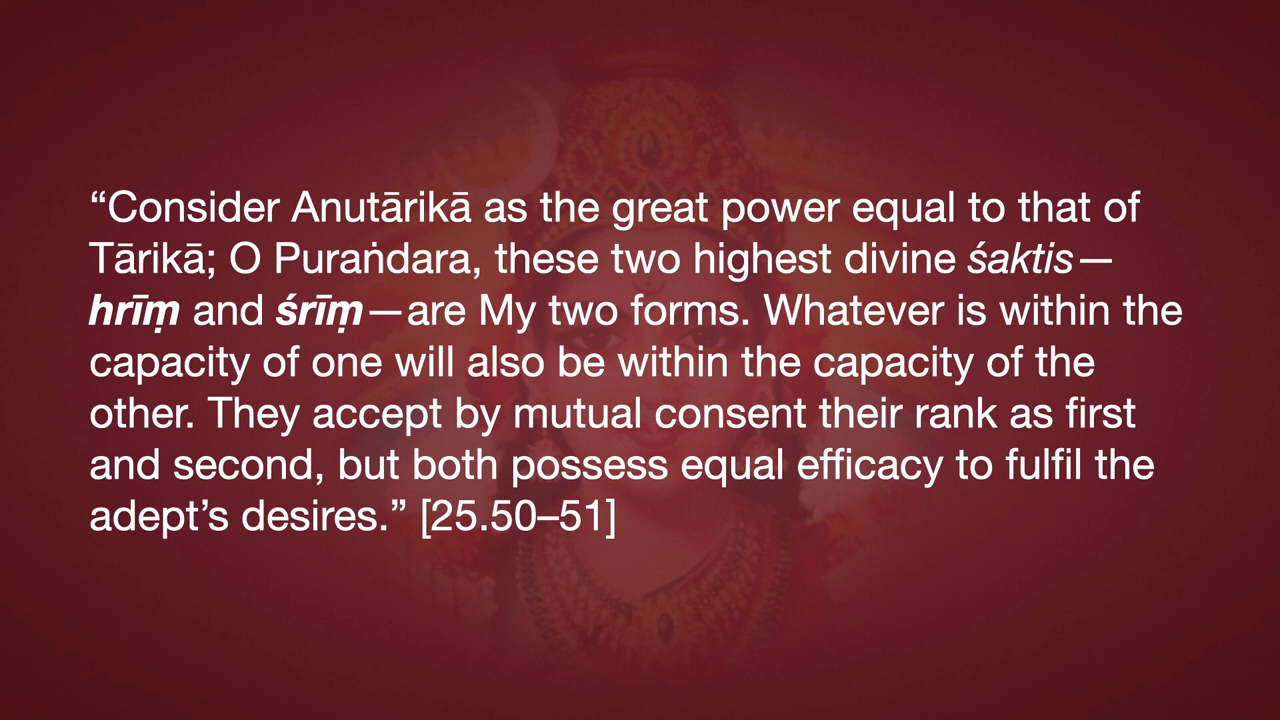 “Consider Anutārikā as the great power equal to that of
Tārikā; O Puraṅdara, these two highest divine śaktis—
hrīṃ and śrīṃ—are My two forms. Whatever is within the
capacity of one will also be within the capacity of the
other. They accept by mutual consent their rank as first
and second, but both possess equal efficacy to fulfil the
adept’s desires.” [25.50–51]